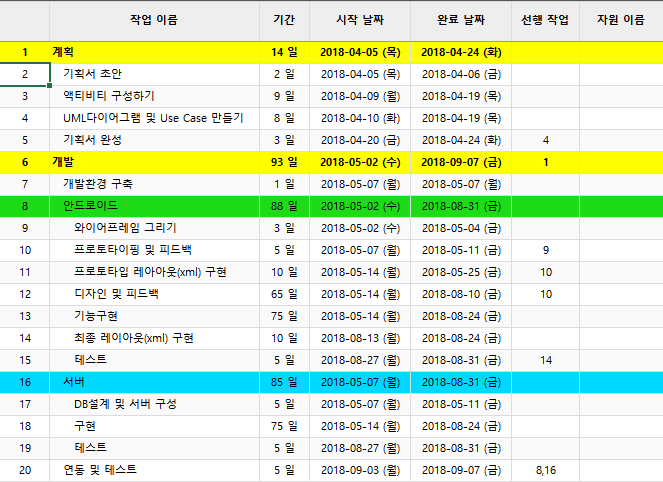 작업 이름 기간 시작 날짜 완료 날짜 선행 작업 자원 이름
1 계획 14 일 2018-04-05 (목) 2018-04-24 (화)
2 기획서 초안 2 일 2018-04-05 (목) 2018-04-06 (금)
3 액티비티 구성하기 9 일 2018-04-09 (월) 2018-04-19 (목)
4 UML다이어그램 및 Use Case 만들기 8 일 2018-04-10 (화) 2018-04-19 (목)
5 기획서 완성 3 일 2018-04-20 (금) 2018-04-24 (화) 4
6 개발 93 일 2018-05-02 (수) 2018-09-07 (금) 1
7 개발환경 구축 1 일 2018-05-07 (월) 2018-05-07 (월)
8 안드로이드 88 일 2018-05-02 (수) 2018-08-31 (금)
9 와이어프레임 그리기 3 일 2018-05-02 (수) 2018-05-04 (금)
10 프로토타이핑 및 피드백 5 일 2018-05-07 (월) 2018-05-11 (금) 9
11 프로토타입 레아아웃(xml) 구현 10 일 2018-05-14 (월) 2018-05-25 (금) 10
12 디자인 및 피드백 65 일 2018-05-14 (월) 2018-08-10 (금) 10
13 기능구현 75 일 2018-05-14 (월) 2018-08-24 (금)
14 최종 레이아웃(xml) 구현 10 일 2018-08-13 (월) 2018-08-24 (금)
15 테스트 5 일 2018-08-27 (월) 2018-08-31 (금) 14
16 서버 85 일 2018-05-07 (월) 2018-08-31 (금)
17 DB설계 및 서버 구성 5 일 2018-05-07 (월) 2018-05-11 (금)
18 구현 75 일 2018-05-14 (월) 2018-08-24 (금)
19 테스트 5 일 2018-08-27 (월) 2018-08-31 (금)
20 연동 및 테스트 5 일 2018-09-03 (월) 2018-09-07 (금) 8,16